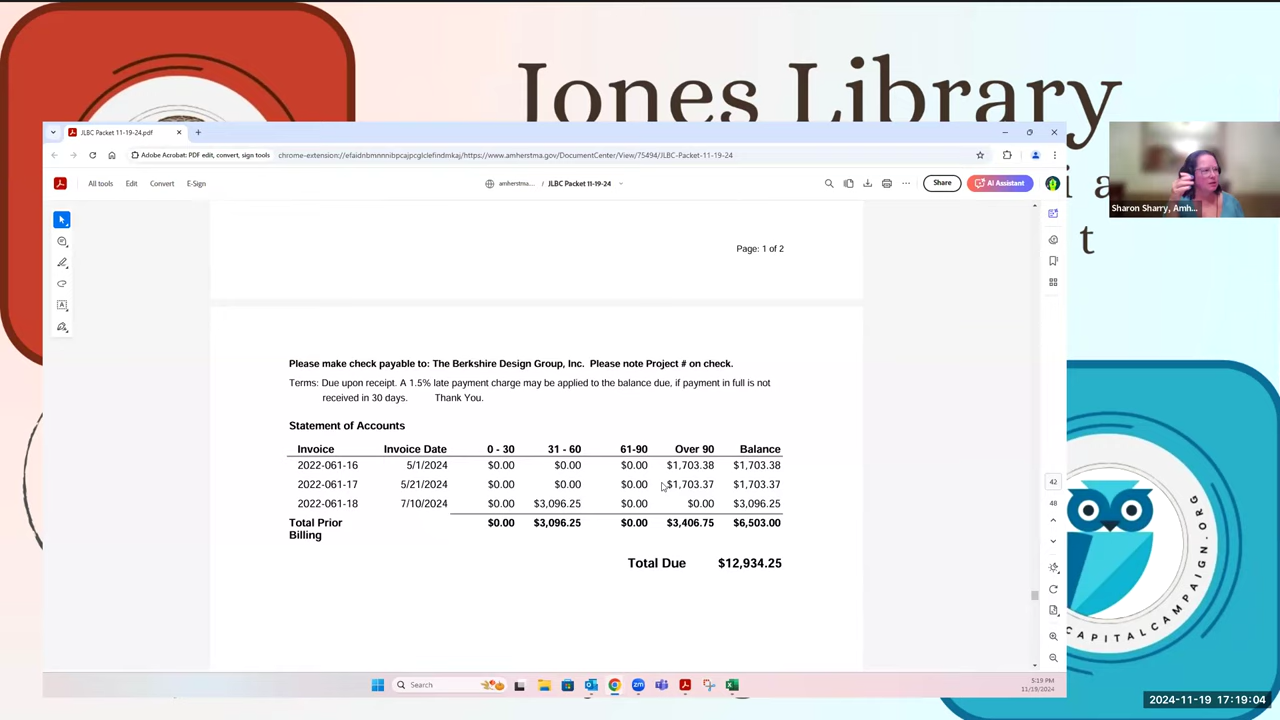 Jones Library
JLBC Packet 11-19-24.pdf
Adobe Acrobat: PDF edit, convert, sign tools
chrome-extension://efaidnbmnnnibpcajpcglclefindmkaj/https://www.amherstma.gov/DocumentCenter/View/75494/JLBC-Packet-11-19-24
All tools Edit Convert E-Sign
amherstma... / JLBC Packet 11-19-24
Share
AI Assistant
Sharon Sharry, Amh...
i a
t
Page: 1 of 2
Please make check payable to: The Berkshire Design Group, Inc. Please note Project # on check.
Terms: Due upon receipt. A 1.5% late payment charge may be applied to the balance due, if payment in full is not
received in 30 days. Thank You.
Statement of Accounts
Invoice Invoice Date 0 - 30 31 - 60 61-90 Over 90 Balance
2022-061-16 5/1/2024 $0.00 $0.00 $0.00 $1,703.38 $1,703.38
2022-061-17 5/21/2024 $0.00 $0.00 $0.00 $1,703.37 $1,703.37
2022-061-18 7/10/2024 $0.00 $3,096.25 $0.00 $0.00 $3,096.25
Total Prior $0.00 $3,096.25 $0.00 $3,406.75 $6,503.00
Billing
Total Due $12,934.25
42
48
CAPITALCAMPAIGN.ORG
Search
5:19 PM
11/19/2024
2024-11-19 17:19:04